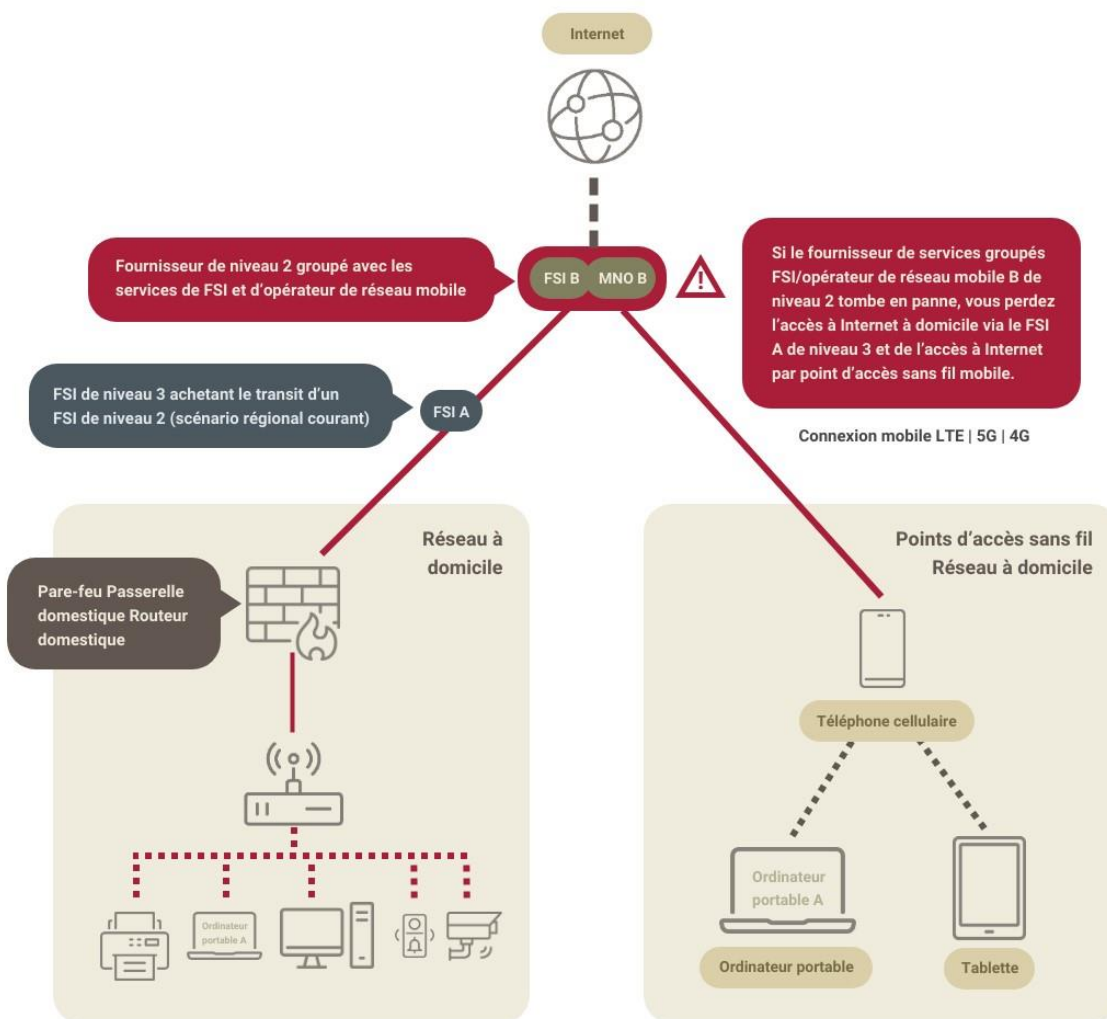 Internet
Fournisseur de niveau 2 groupé avec les
services de FSI et d'opérateur de réseau mobile
FSI B
MNO B
Si le fournisseur de services groupés
FSI/opérateur de réseau mobile B de
niveau 2 tombe en panne, vous perdez
l'accès à Internet à domicile via le FSI
A de niveau 3 et de l'accès à Internet
par point d'accès sans fil mobile.
FSI de niveau 3 achetant le transit d'un
FSI de niveau 2 (scénario régional courant)
FSI A
Connexion mobile LTE | 5G | 4G
Réseau à
domicile
Points d'accès sans fil
Réseau à domicile
Pare-feu Passerelle
domestique Routeur
domestique
Téléphone cellulaire
Ordinateur
portable A
Ordinateur
portable A
Ordinateur portable
Tablette